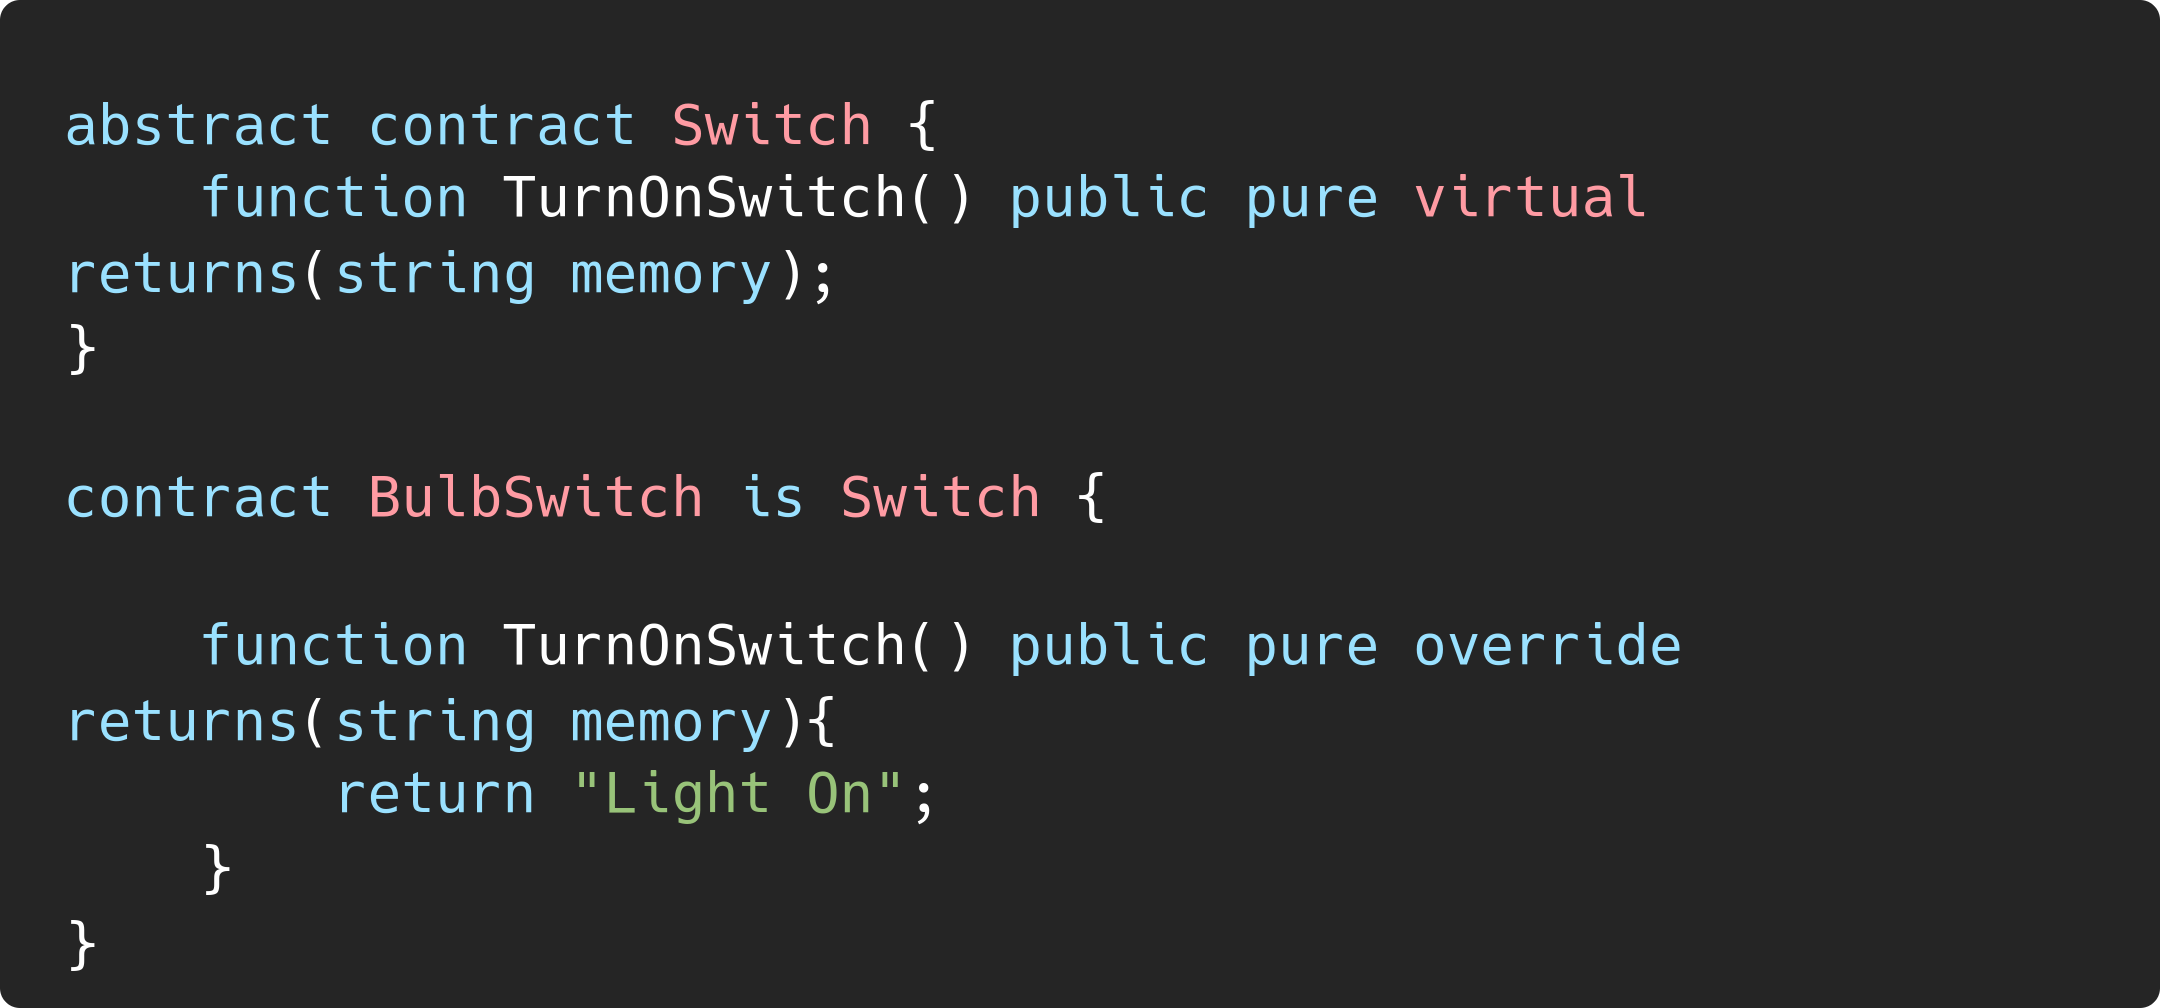 abstract contract Switch {
    function TurnOnSwitch() public pure virtual
returns(string memory);
}

contract BulbSwitch is Switch {

    function TurnOnSwitch() public pure override
returns(string memory){
        return "Light On";
    }
}